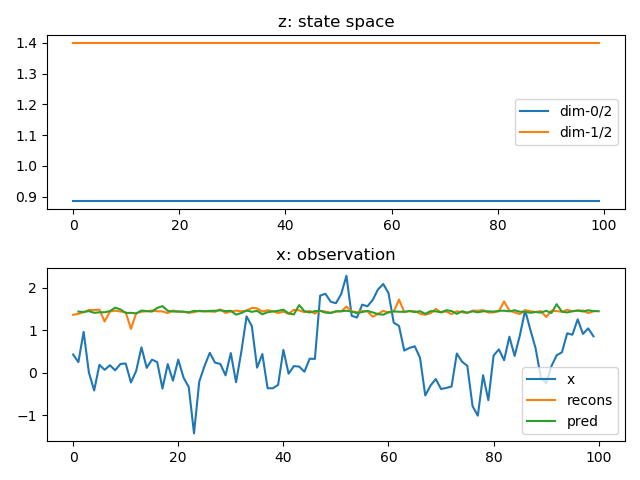 z: state space
1.4
1.3
1.2
1.1
1.0
0.9
dim-0/2
dim-1/2
0 20 40 60 80 100
x: observation
2
1
0
−1
x
recons
pred
0 20 40 60 80 100